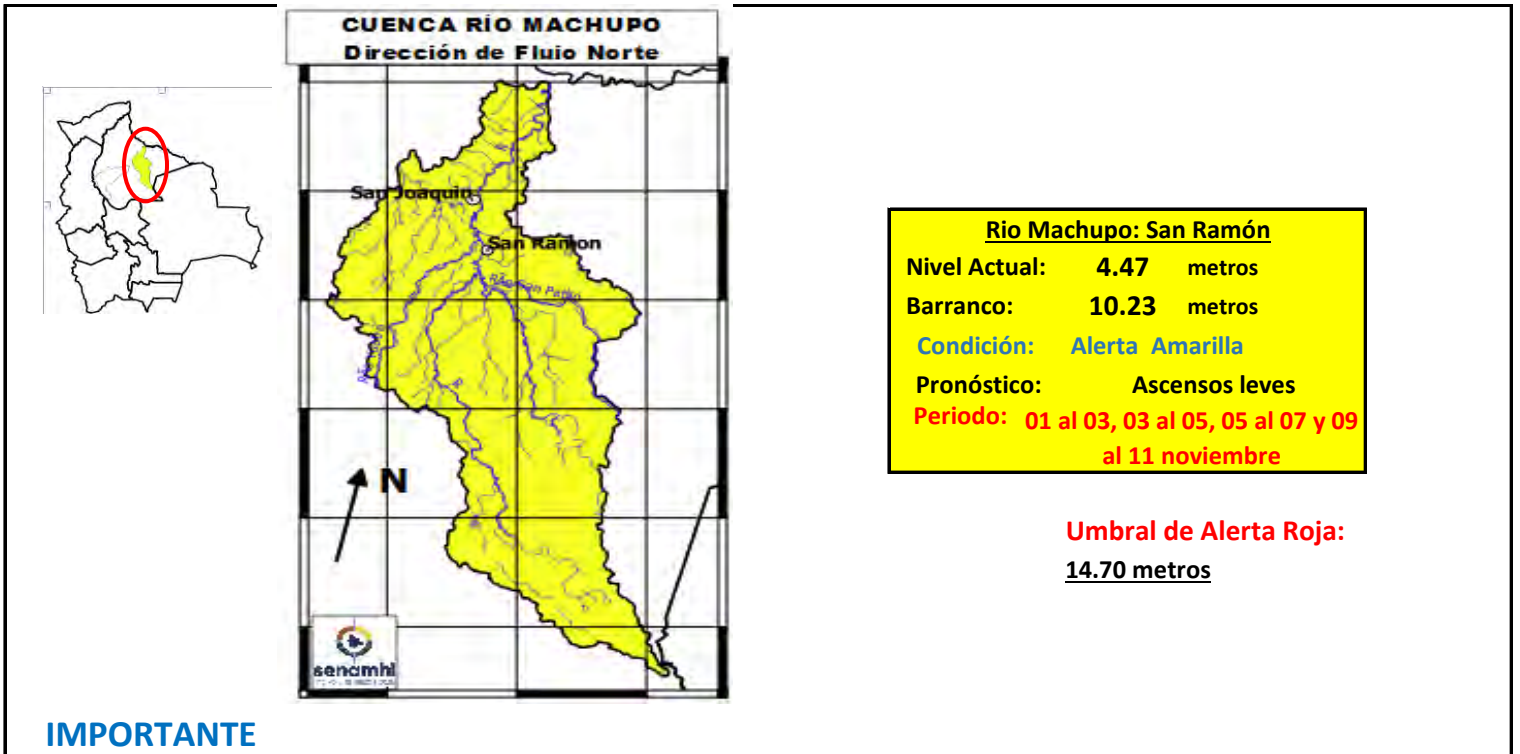 CUENCA RÍO MACHUPO
Dirección de Flujo Norte
San Joaquin
San Ramon
N
senamhi
Rio Machupo: San Ramón
Nivel Actual: 4.47 metros
Barranco: 10.23 metros
Condición: Alerta Amarilla
Pronóstico: Ascensos leves
Periodo: 01 al 03, 03 al 05, 05 al 07 y 09
al 11 noviembre
Umbral de Alerta Roja:
14.70 metros
IMPORTANTE